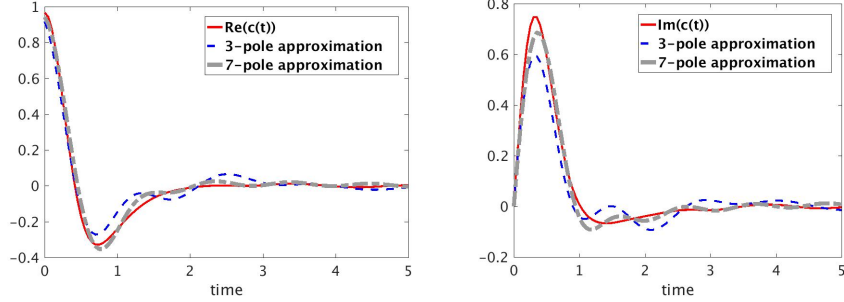 1
0.8
0.6
0.4
0.2
0
-0.2
-0.4
0 1 2 3 4 5
time
Re(c(t))
3-pole approximation
7-pole approximation
0.8
0.6
0.4
0.2
0
-0.2
0 1 2 3 4 5
time
Im(c(t))
3-pole approximation
7-pole approximation